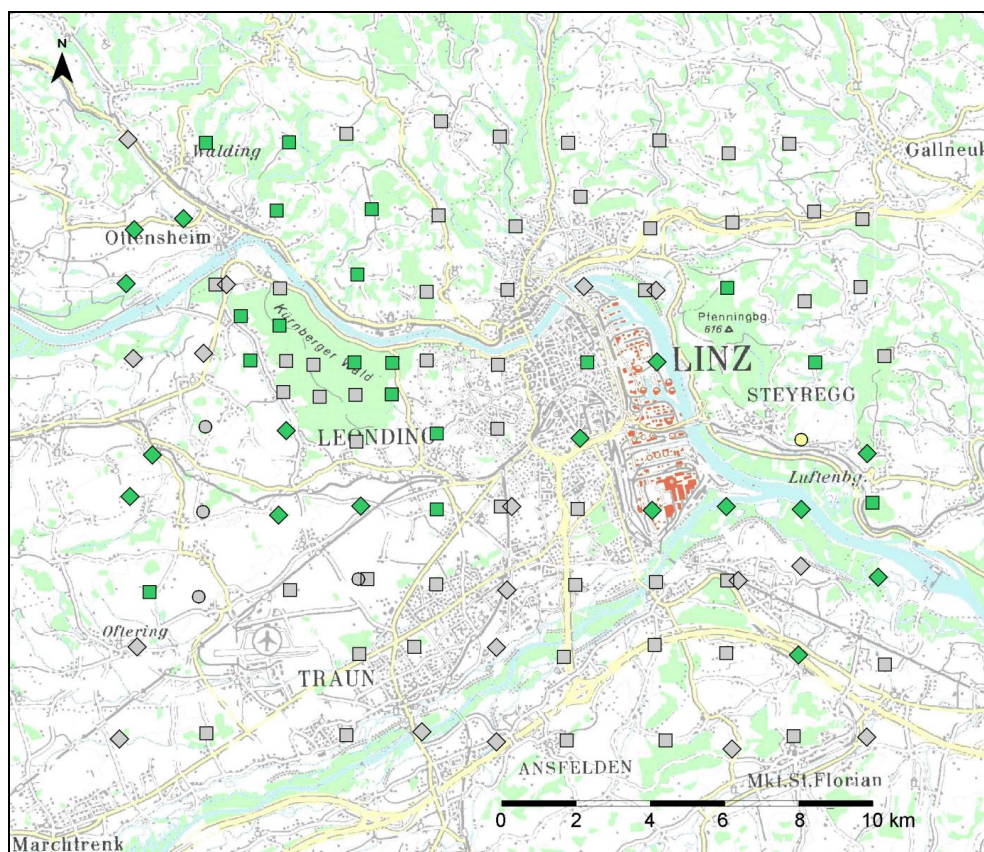 N
Walding
Gallneuk
Ottensheim
Pfenningbg.
616
Kürnberger Wald
LINZ
STEYREGG
LEONDING
Luftenbg.
Oftering
TRAUN
ANSFELDEN
Mkt.St.Florian
0 2 4 6 8 10 km
Marchtrenk